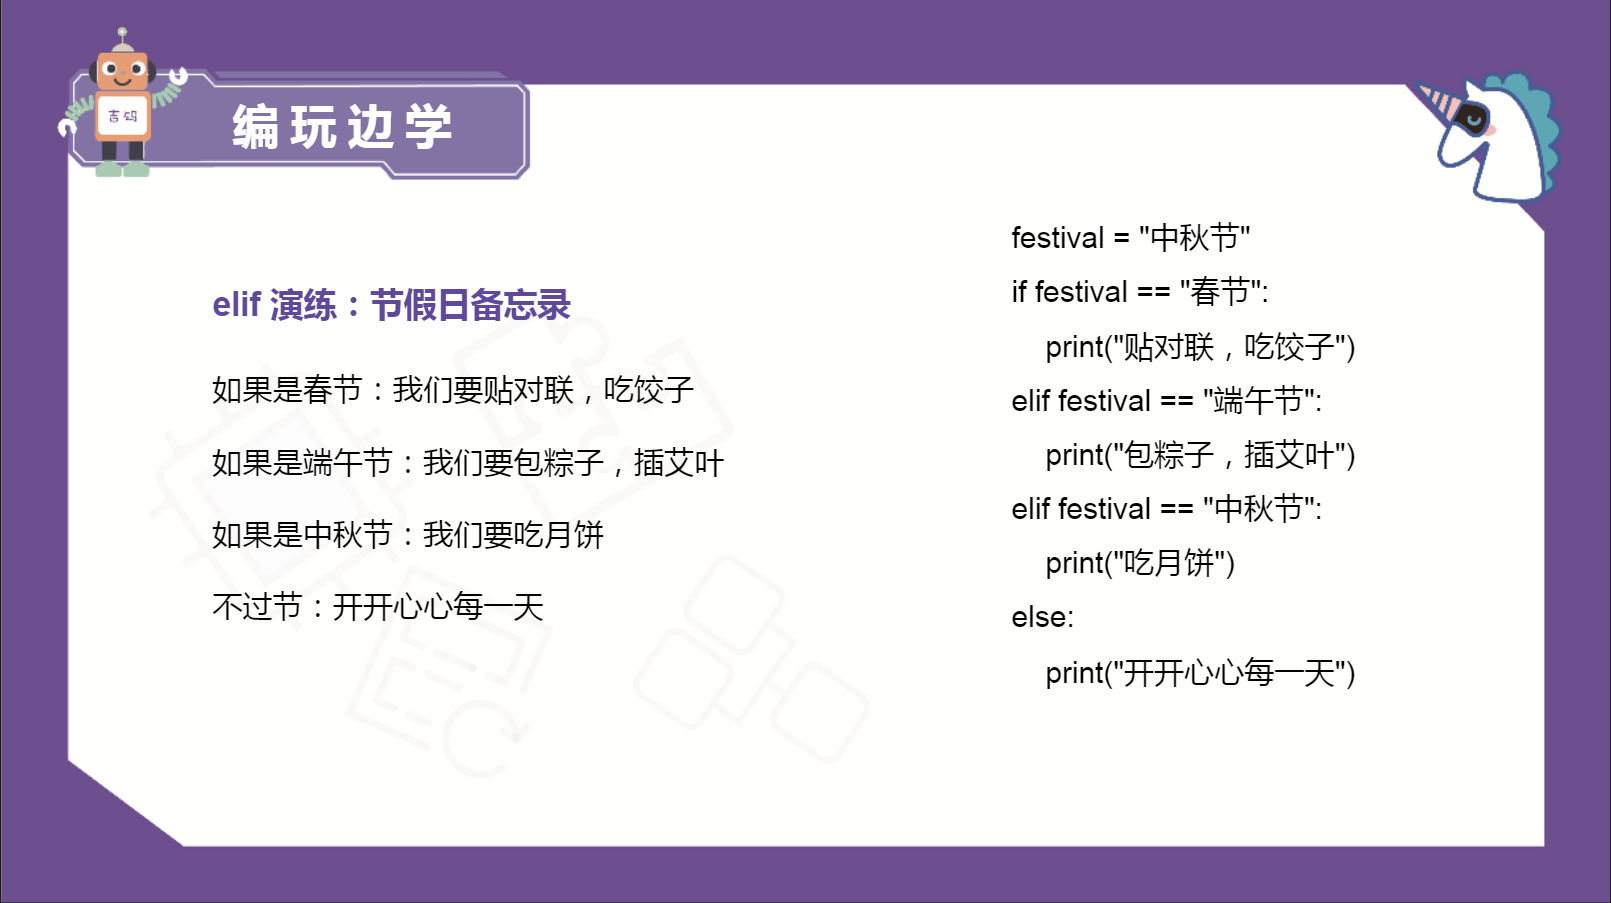 吉码
编玩边学
elif 演练：节假日备忘录
如果是春节：我们要贴对联，吃饺子
如果是端午节：我们要包粽子，插艾叶
如果是中秋节：我们要吃月饼
不过节：开开心心每一天
festival = "中秋节"
if festival == "春节":
    print("贴对联，吃饺子")
elif festival == "端午节":
    print("包粽子，插艾叶")
elif festival == "中秋节":
    print("吃月饼")
else:
    print("开开心心每一天")